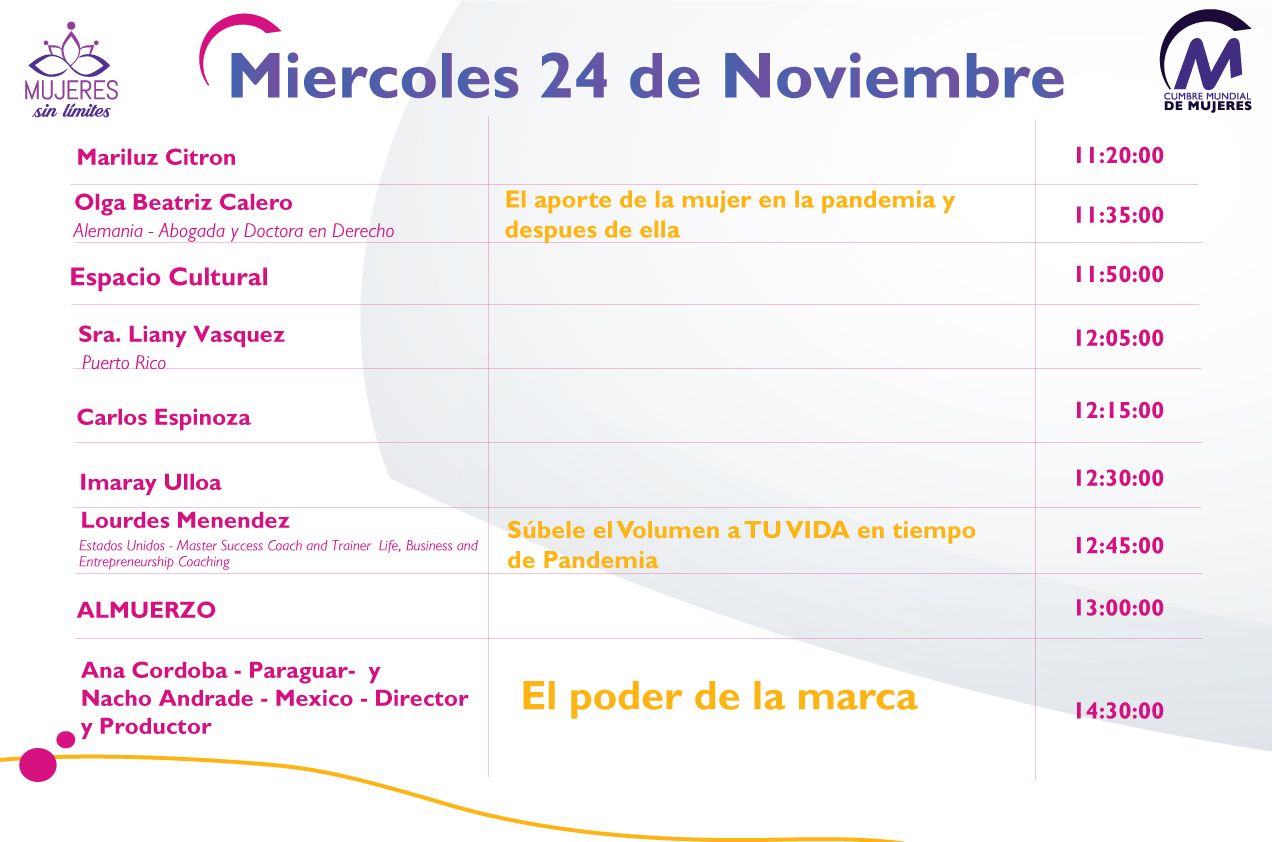 MUJERES
sin límites
Miercoles 24 de Noviembre
CUMBRE MUNDIAL
DE MUJERES
Mariluz Citron
11:20:00
Olga Beatriz Calero
Alemania - Abogada y Doctora en Derecho
El aporte de la mujer en la pandemia y
despues de ella
11:35:00
Espacio Cultural
11:50:00
Sra. Liany Vasquez
Puerto Rico
12:05:00
Carlos Espinoza
12:15:00
Imaray Ulloa
12:30:00
Lourdes Menendez
Estados Unidos - Master Success Coach and Trainer Life, Business and
Entrepreneurship Coaching
Súbele el Volumen a TU VIDA en tiempo
de Pandemia
12:45:00
ALMUERZO
13:00:00
Ana Cordoba - Paraguar- y
Nacho Andrade - Mexico - Director
y Productor
El poder de la marca
14:30:00